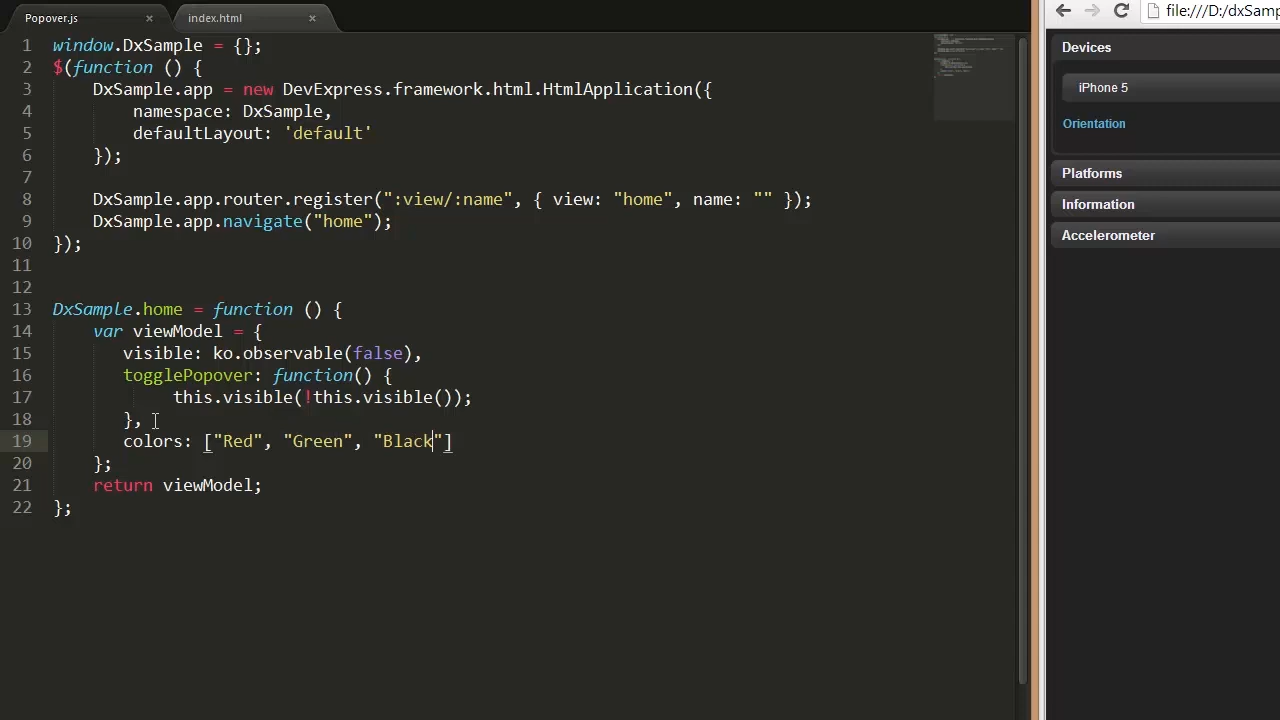 Popover.js × index.html ×
1 window.DxSample = {};
2 $(function () {
3 DxSample.app = new DevExpress.framework.html.HtmlApplication({
4 namespace: DxSample,
5 defaultLayout: 'default'
6 });
7
8 DxSample.app.router.register(":view/:name", { view: "home", name: "" });
9 DxSample.app.navigate("home");
10 });
11
12
13 DxSample.home = function () {
14 var viewModel = {
15 visible: ko.observable(false),
16 togglePopover: function() {
17 this.visible(!this.visible());
18 },
19 colors: ["Red", "Green", "Black"]
20 };
21 return viewModel;
22 };
file:///D:/dxSamp
Devices
iPhone 5
Orientation
Platforms
Information
Accelerometer